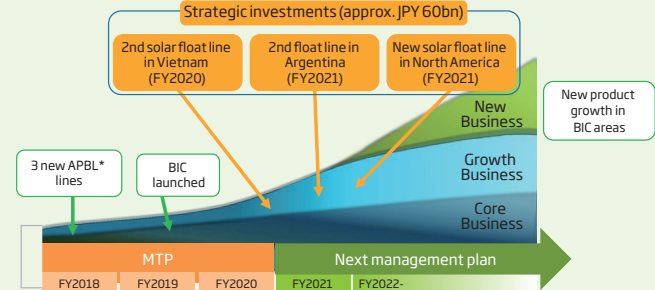 Strategic investments (approx. JPY 60bn)
2nd solar float line
in Vietnam
(FY2020)
2nd float line in
Argentina
(FY2021)
New solar float line
in North America
(FY2021)
New
Business
New product
growth in
BIC areas
3 new APBL*
lines
BIC
launched
Growth
Business
Core
Business
MTP
Next management plan
FY2018
FY2019
FY2020
FY2021
FY2022-